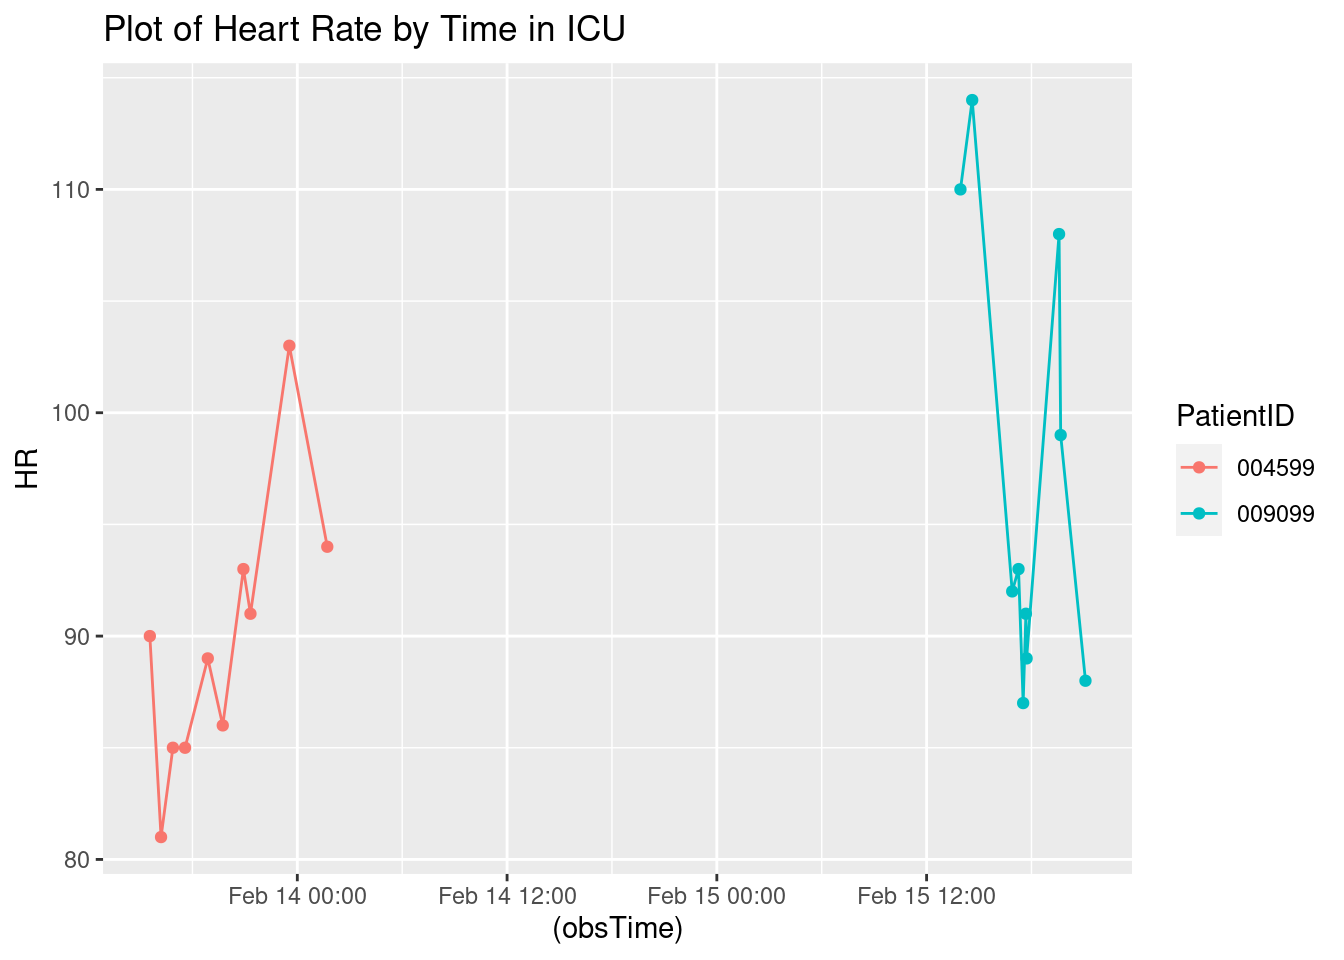 Plot of Heart Rate by Time in ICU
110
100
90
80
HR
Feb 14 00:00
Feb 14 12:00
Feb 15 00:00
Feb 15 12:00
(obsTime)
PatientID
004599
009099